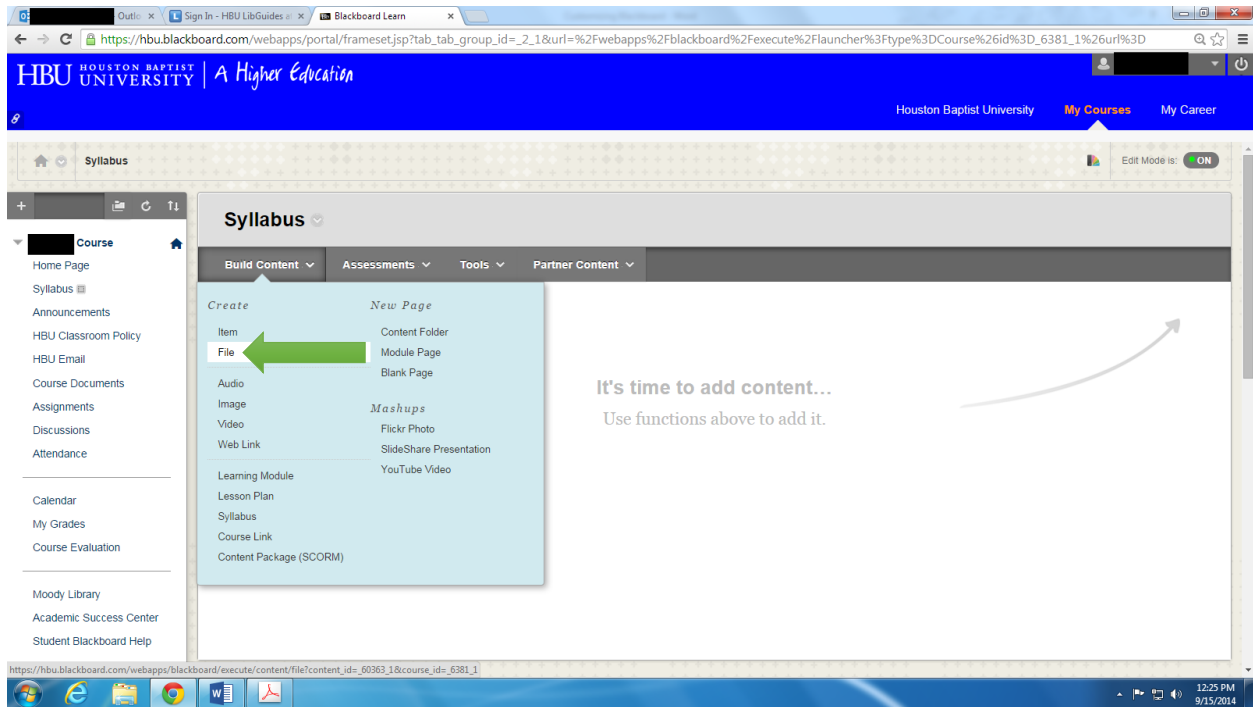 Outlo
Sign In - HBU LibGuides a
Blackboard Learn
https://hbu.blackboard.com/webapps/portal/frameset.jsp?tab_tab_group_id=_2_1&url=%2Fwebapps%2Fblackboard%2Fexecute%2Flauncher%3Ftype%3DCourse%26id%3D_6381_1%26url%3D
HBU HOUSTON BAPTIST UNIVERSITY | A Higher Education
Houston Baptist University My Courses My Career
Syllabus
Edit Mode is: ON
Course
Home Page
Syllabus
Announcements
HBU Classroom Policy
HBU Email
Course Documents
Assignments
Discussions
Attendance
Calendar
My Grades
Course Evaluation
Moody Library
Academic Success Center
Student Blackboard Help
Syllabus
Build Content Assessments Tools Partner Content
Create
Item
File
Audio
Image
Video
Web Link
Learning Module
Lesson Plan
Syllabus
Course Link
Content Package (SCORM)
New Page
Content Folder
Module Page
Blank Page
Mashups
Flickr Photo
SlideShare Presentation
YouTube Video
It's time to add content...
Use functions above to add it.
https://hbu.blackboard.com/webapps/blackboard/execute/content/file?content_id=_60363_1&course_id=_6381_1
12:25 PM
9/15/2014